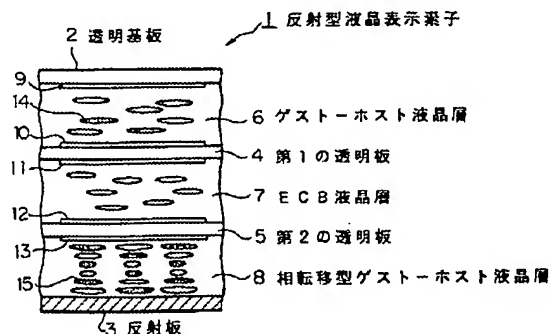 1 反射型液晶表示素子
2 透明基板
9
14
6 ゲストーホスト液晶層
10
4 第1の透明板
11
7 ECB液晶層
12
5 第2の透明板
13
8 相転移型ゲストーホスト液晶層
15
3 反射板